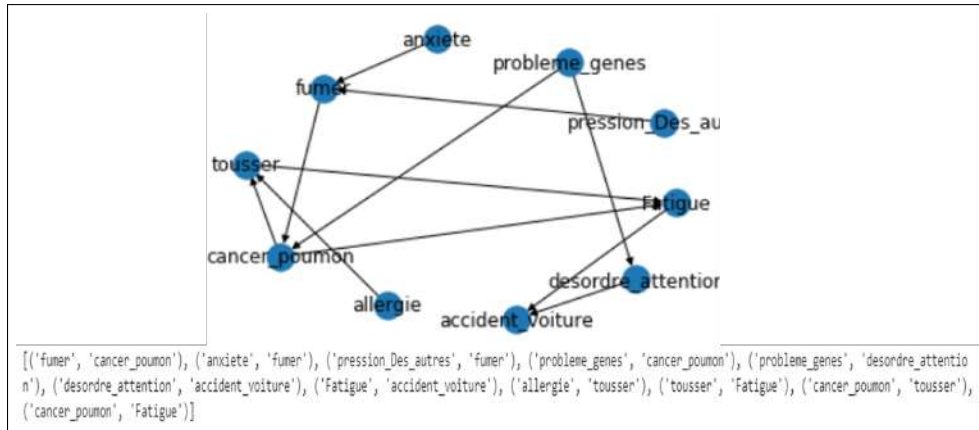 anxiete
probleme_genes
fumer
pression_Des_au
tousser
Fatigue
cancer_poumon
desordre_attention
allergie
accident_voiture
[('fumer', 'cancer_poumon'), ('anxiete', 'fumer'), ('pression_Des_autres', 'fumer'), ('probleme_genes', 'cancer_poumon'), ('probleme_genes', 'desordre_attentio
n'), ('desordre_attention', 'accident_voiture'), ('Fatigue', 'accident_voiture'), ('allergie', 'tousser'), ('tousser', 'Fatigue'), ('cancer_poumon', 'tousser'),
('cancer_poumon', 'Fatigue')]